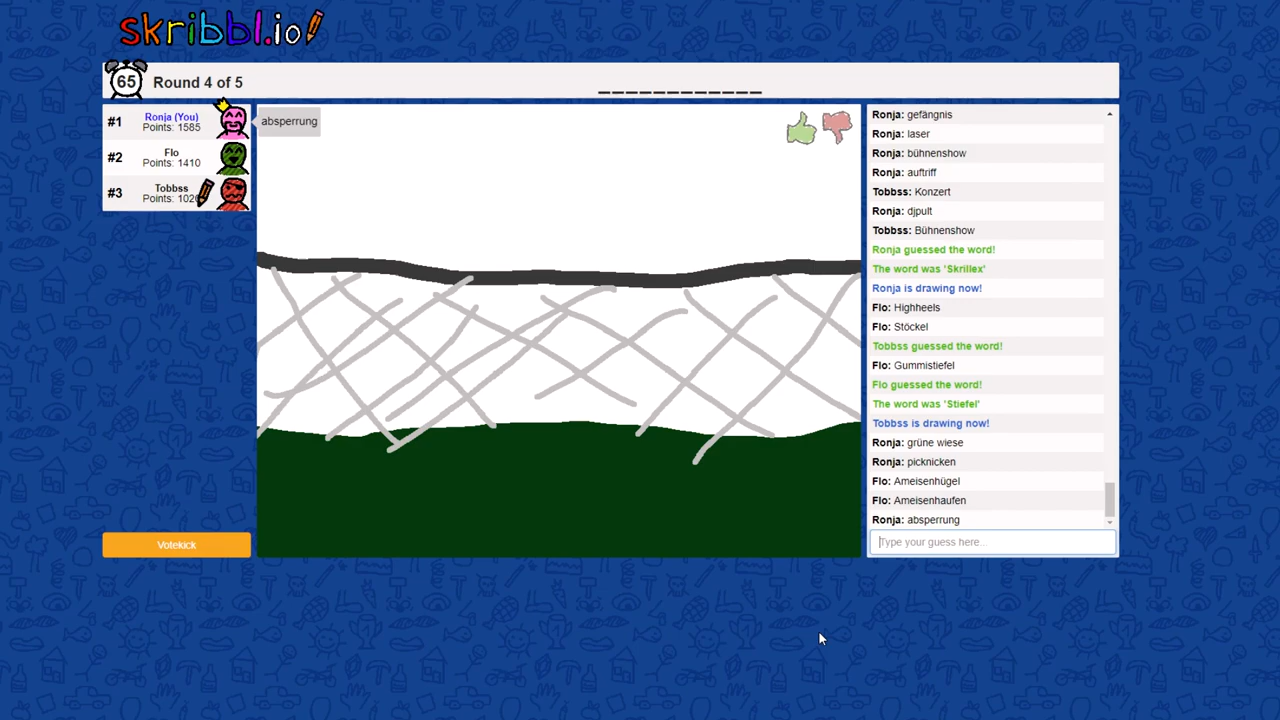 skribbl.io
65
Round 4 of 5
____________
#1
Ronja (You)
Points: 1585
#2
Flo
Points: 1410
#3
Tobbss
absperrung
Votekick
Ronja: gefängnis
Ronja: laser
Ronja: bühnenshow
Ronja: auftriff
Tobbss: Konzert
Ronja: djpult
Tobbss: Bühnenshow
Ronja guessed the word!
The word was 'Skrillex'
Ronja is drawing now!
Flo: Highheels
Flo: Stöckel
Tobbss guessed the word!
Flo: Gummistiefel
Flo guessed the word!
The word was 'Stiefel'
Tobbss is drawing now!
Ronja: grüne wiese
Ronja: picknicken
Flo: Ameisenhügel
Flo: Ameisenhaufen
Ronja: absperrung
Type your guess here...